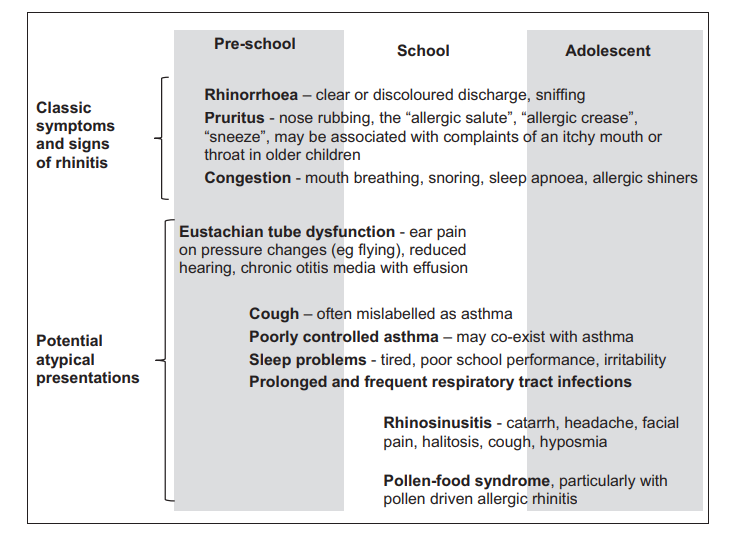 Pre-school
School
Adolescent
Classic
symptoms
and signs
of rhinitis
Rhinorrhoea – clear or discoloured discharge, sniffing
Pruritus - nose rubbing, the “allergic salute”, “allergic crease”,
“sneeze”, may be associated with complaints of an itchy mouth or
throat in older children
Congestion - mouth breathing, snoring, sleep apnoea, allergic shiners
Potential
atypical
presentations
Eustachian tube dysfunction - ear pain
on pressure changes (eg flying), reduced
hearing, chronic otitis media with effusion
Cough – often mislabelled as asthma
Poorly controlled asthma – may co-exist with asthma
Sleep problems - tired, poor school performance, irritability
Prolonged and frequent respiratory tract infections
Rhinosinusitis - catarrh, headache, facial
pain, halitosis, cough, hyposmia
Pollen-food syndrome, particularly with
pollen driven allergic rhinitis